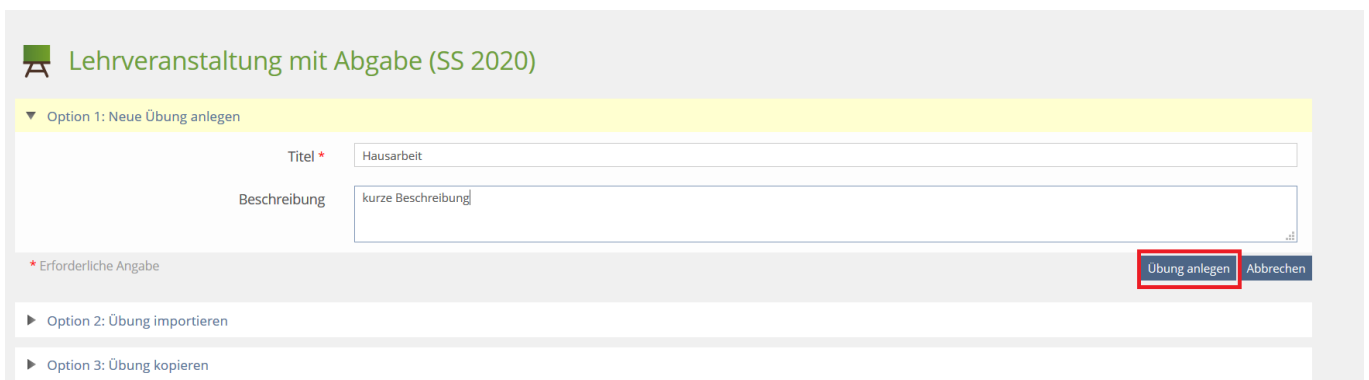 Lehrveranstaltung mit Abgabe (SS 2020)
Option 1: Neue Übung anlegen
Titel * Hausarbeit
Beschreibung kurze Beschreibung
* Erforderliche Angabe Übung anlegen Abbrechen
Option 2: Übung importieren
Option 3: Übung kopieren